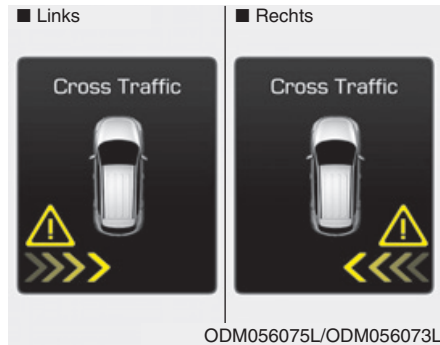 ■ Links
■ Rechts
Cross Traffic
Cross Traffic
ODM056075L/ODM056073L